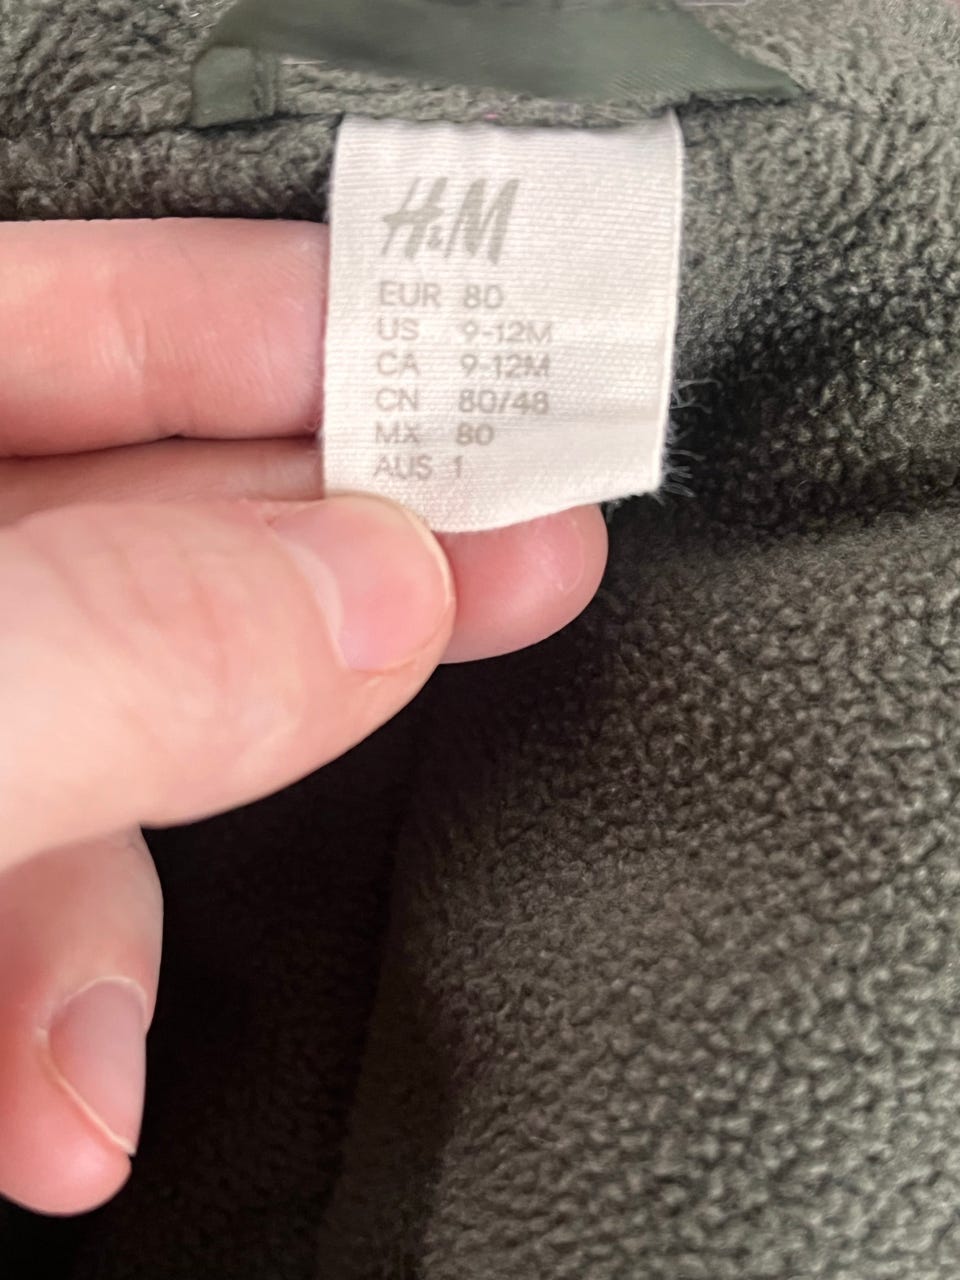 H&M
EUR 80
US 9-12M
CA 9-12M
CN 80/48
MX 80
AUS 1